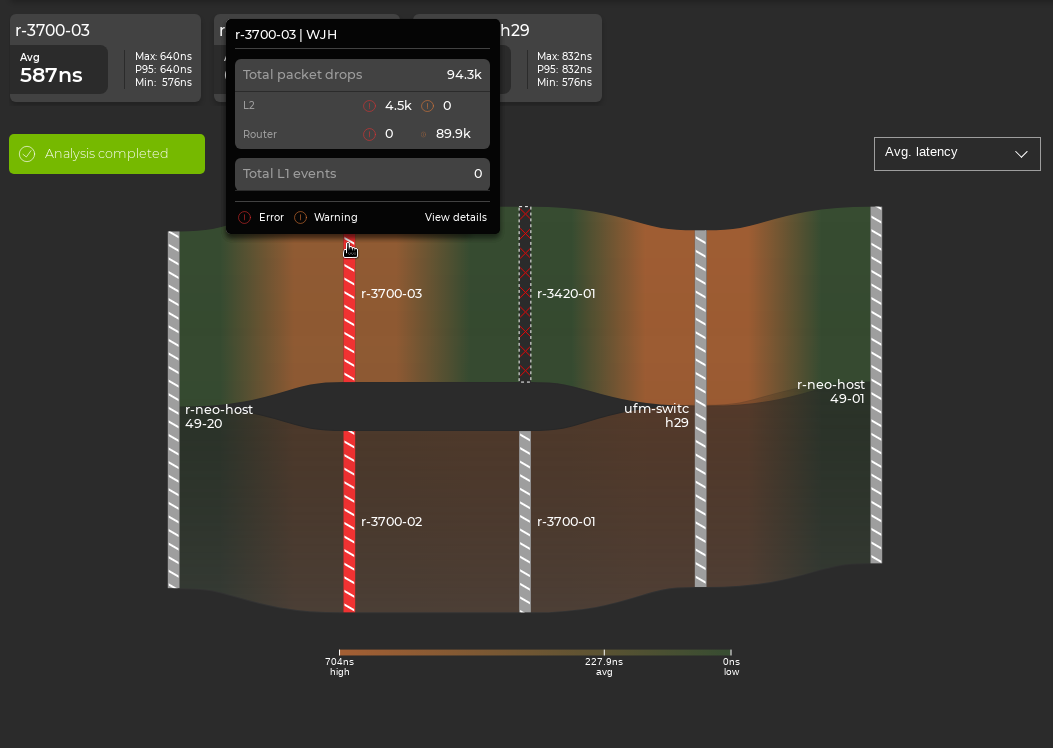 r-3700-03
Avg
587ns
Max: 640ns
P95: 640ns
Min: 576ns
h29
Max: 832ns
P95: 832ns
Min: 576ns
r-3700-03 | WJH
Total packet drops 94.3k
L2 4.5k 0
Router 0 89.9k
Total L1 events 0
Error Warning View details
Analysis completed
Avg. latency
r-3700-03
r-3420-01
r-neo-host
49-01
r-neo-host
49-20
ufm-switc
h29
r-3700-02
r-3700-01
704ns
high
227.9ns
avg
0ns
low